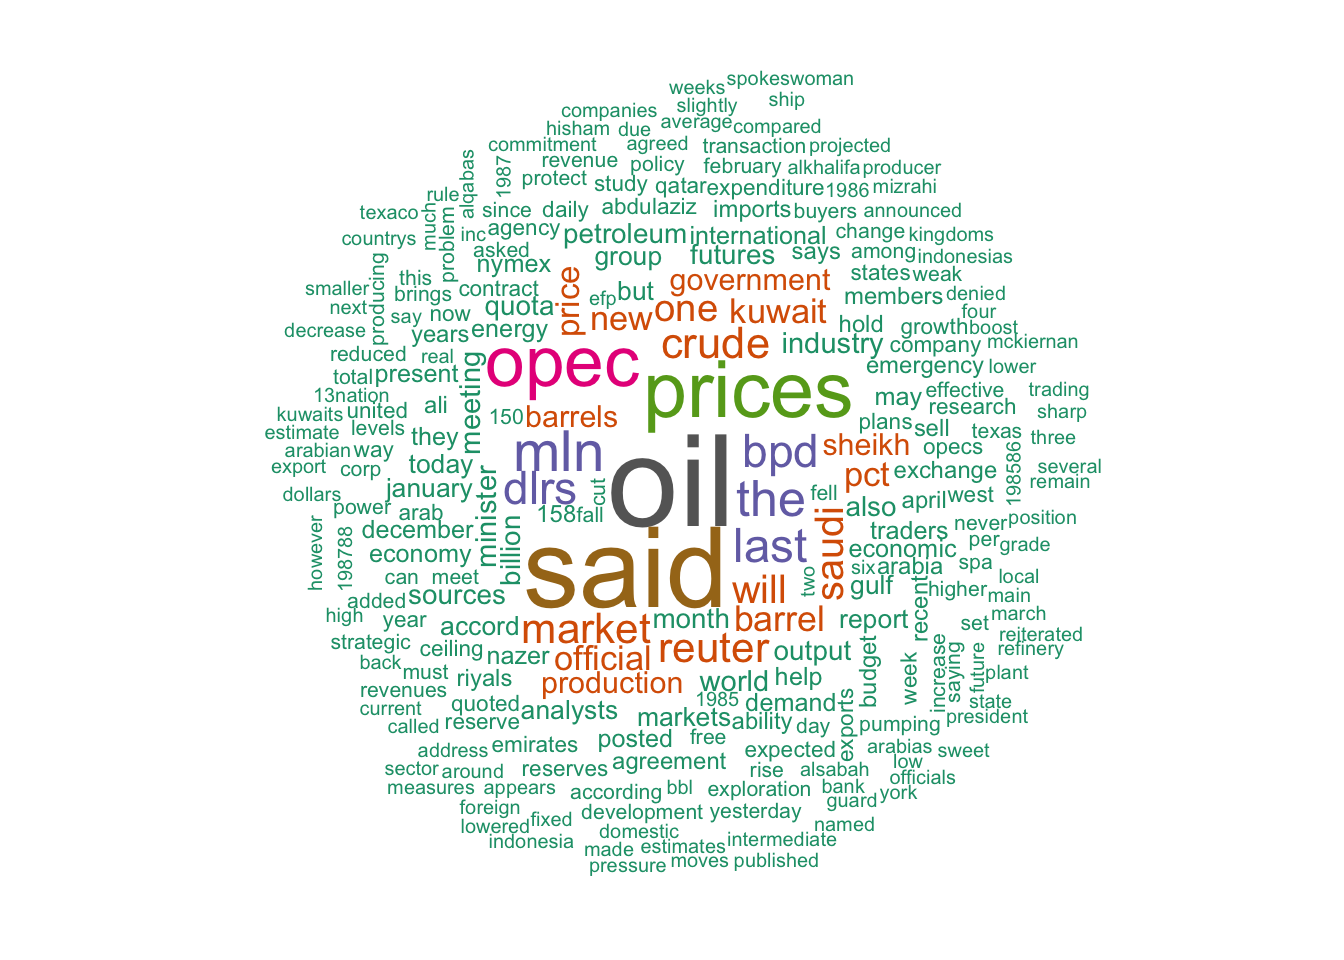 weeks spokeswoman
companies slightly ship
hisham due average compared
commitment agreed transaction projected
alqabas 1987 revenue policy february alkhalifa producer
rule protect study qatar expenditure 1986 mizrahi
texaco much since daily abdulaziz imports buyers announced
countrys problem inc agency petroleum international change kingdoms
asked group futures says among indonesias
producing this nymex price government states weak
smaller brings contract efp but members denied
next say now quota new one kuwait hold four
decrease years energy crude industry growth boost
reduced real opec company mckiernan
total present meeting prices emergency lower
13nation may effective trading
kuwaits united ali 150 barrels research sharp
estimate levels they mln oil bpd sheikh plans sell texas three
arabian way opecs
export corp today dlrs cut the pct exchange 198586 several
dollars january fell remain
power arab minister 158 fall saudi also april west
however december billion said last traders never position
198788 economy economic per grade
can meet two six arabia spa
added sources will gulf recent higher local
high year month barrel report main
strategic accord market march
back ceiling nazer official reuter output set reiterated
must budget week increase saying future refinery
revenues riyals production world help plant
current quoted analysts 1985 demand state
called reserve markets ability day exports pumping president
address emirates posted free expected arabias sweet
sector around reserves agreement rise alsabah low
measures appears according bbl exploration bank officials
foreign development yesterday guard york
lowered fixed domestic named
indonesia made estimates intermediate
pressure moves published